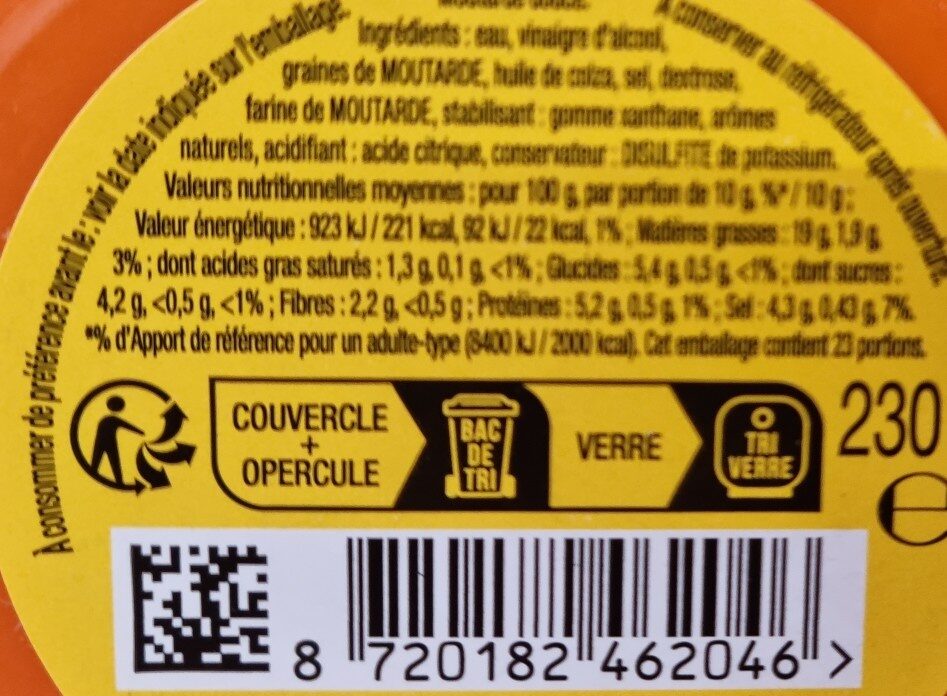 Moutarde douce.
Ingrédients : eau, vinaigre d'alcool,
graines de MOUTARDE, huile de colza, sel, dextrose,
farine de MOUTARDE, stabilisant : gomme xanthane, arômes
naturels, acidifiant : acide citrique, conservateur : DISULFITE de potassium.
Valeurs nutritionnelles moyennes : pour 100 g, par portion de 10 g, %* / 10 g :
Valeur énergétique : 923 kJ / 221 kcal, 92 kJ / 22 kcal, 1% ; Matières grasses : 19 g, 1,9 g,
3% ; dont acides gras saturés : 1,3 g, 0,1 g, <1% ; Glucides : 5,4 g, 0,5 g, <1% ; dont sucres :
4,2 g, <0,5 g, <1% ; Fibres : 2,2 g, <0,5 g ; Protéines : 5,2 g, 0,5 g, 1% ; Sel : 4,3 g, 0,43 g, 7%.
*% d'Apport de référence pour un adulte-type (8400 kJ / 2000 kcal). Cet emballage contient 23 portions.
À consommer de préférence avant le : voir la date indiquée sur l'emballage.
A conserver au réfrigérateur après ouverture.
COUVERCLE
+
OPERCULE
BAC
DE
TRI
VERRE
TRI
VERRE
230
e
8 720182 462046 >